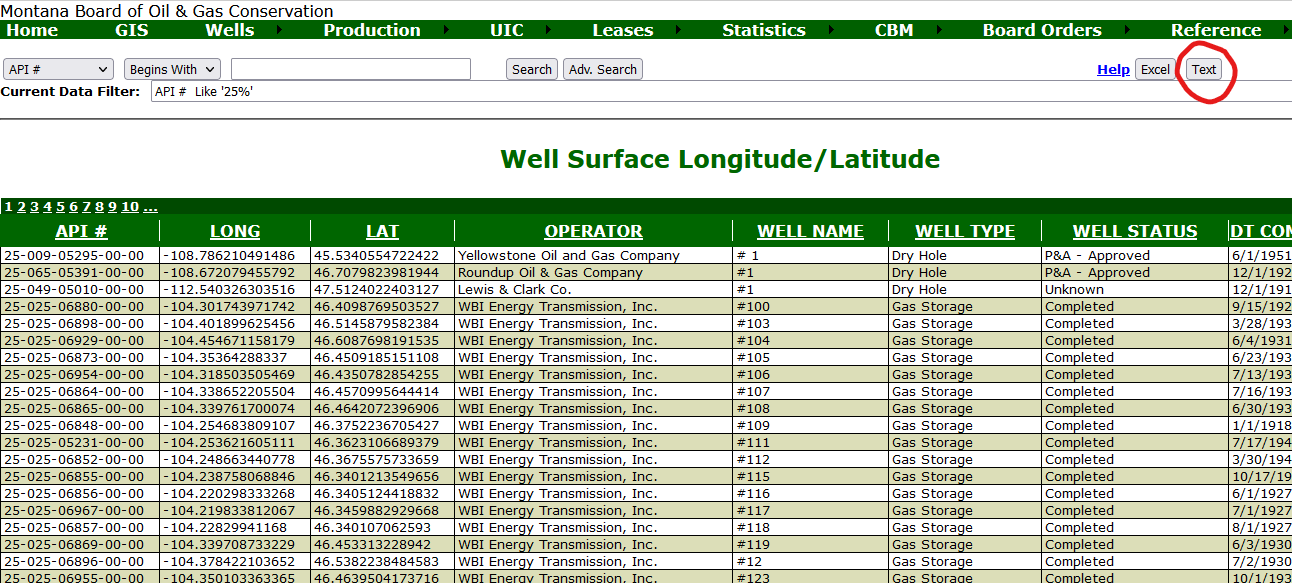 Montana Board of Oil & Gas Conservation
Home GIS Wells Production UIC Leases Statistics CBM Board Orders Reference
API # Begins With Search Adv. Search Help Excel Text
Current Data Filter: API # Like '25%'
Well Surface Longitude/Latitude
1 2 3 4 5 6 7 8 9 10 ...
API # LONG LAT OPERATOR WELL NAME WELL TYPE WELL STATUS DT COM
25-009-05295-00-00 -108.786210491486 45.5340554722422 Yellowstone Oil and Gas Company # 1 Dry Hole P&A - Approved 6/1/1951
25-065-05391-00-00 -108.672079455792 46.7079823981944 Roundup Oil & Gas Company #1 Dry Hole P&A - Approved 12/1/192
25-049-05010-00-00 -112.540326303516 47.5124022403127 Lewis & Clark Co. #1 Dry Hole Unknown 12/1/191
25-025-06880-00-00 -104.301743971742 46.4098769503527 WBI Energy Transmission, Inc. #100 Gas Storage Completed 9/15/192
25-025-06898-00-00 -104.401899625456 46.5145879582384 WBI Energy Transmission, Inc. #103 Gas Storage Completed 3/28/193
25-025-06929-00-00 -104.454671158179 46.6087698191535 WBI Energy Transmission, Inc. #104 Gas Storage Completed 6/4/1931
25-025-06873-00-00 -104.35364288337 46.4509185151108 WBI Energy Transmission, Inc. #105 Gas Storage Completed 6/23/193
25-025-06954-00-00 -104.318503505469 46.4350782854255 WBI Energy Transmission, Inc. #106 Gas Storage Completed 7/13/193
25-025-06864-00-00 -104.338652205504 46.4570995644414 WBI Energy Transmission, Inc. #107 Gas Storage Completed 7/16/193
25-025-06865-00-00 -104.339761700074 46.4642072396906 WBI Energy Transmission, Inc. #108 Gas Storage Completed 6/30/193
25-025-06848-00-00 -104.254683809107 46.3752236705427 WBI Energy Transmission, Inc. #109 Gas Storage Completed 1/1/1918
25-025-05231-00-00 -104.253621605111 46.3623106689379 WBI Energy Transmission, Inc. #111 Gas Storage Completed 7/17/194
25-025-06852-00-00 -104.248663440778 46.3675575733659 WBI Energy Transmission, Inc. #112 Gas Storage Completed 3/30/194
25-025-06855-00-00 -104.238758068846 46.3401213549656 WBI Energy Transmission, Inc. #115 Gas Storage Completed 10/17/19
25-025-06856-00-00 -104.220298333268 46.3405124418832 WBI Energy Transmission, Inc. #116 Gas Storage Completed 6/1/1927
25-025-06967-00-00 -104.219833812067 46.3459882929668 WBI Energy Transmission, Inc. #117 Gas Storage Completed 7/1/1927
25-025-06857-00-00 -104.22829941168 46.340107062593 WBI Energy Transmission, Inc. #118 Gas Storage Completed 8/1/1927
25-025-06869-00-00 -104.339708733229 46.453313228942 WBI Energy Transmission, Inc. #119 Gas Storage Completed 6/3/1930
25-025-06896-00-00 -104.378422103652 46.5382238484583 WBI Energy Transmission, Inc. #12 Gas Storage Completed 7/2/1930
25-025-06955-00-00 -104.350103363365 46.4639504173716 WBI Energy Transmission, Inc. #123 Gas Storage Completed 10/1/193